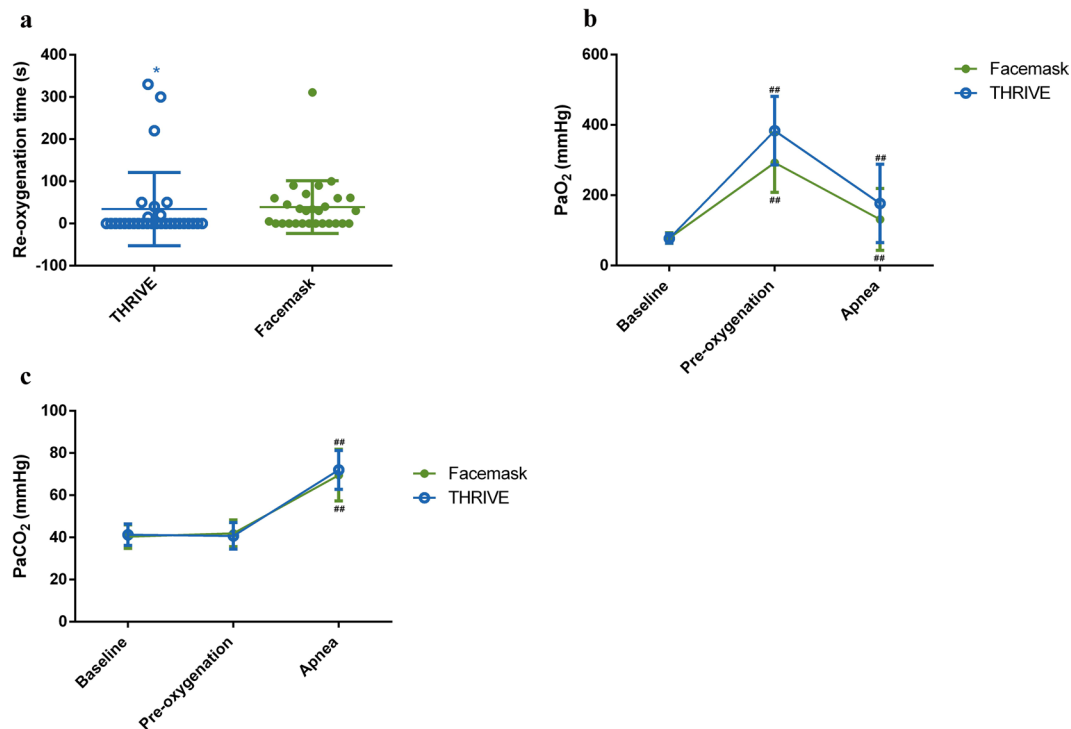 a
Re-oxygenation time (s)
400
300
200
100
0
-100
*
THRIVE
Facemask
b
PaO2 (mmHg)
600
400
200
0
##
##
##
##
Baseline
Pre-oxygenation
Apnea
Facemask
THRIVE
c
PaCO2 (mmHg)
100
80
60
40
20
0
##
##
Baseline
Pre-oxygenation
Apnea
Facemask
THRIVE